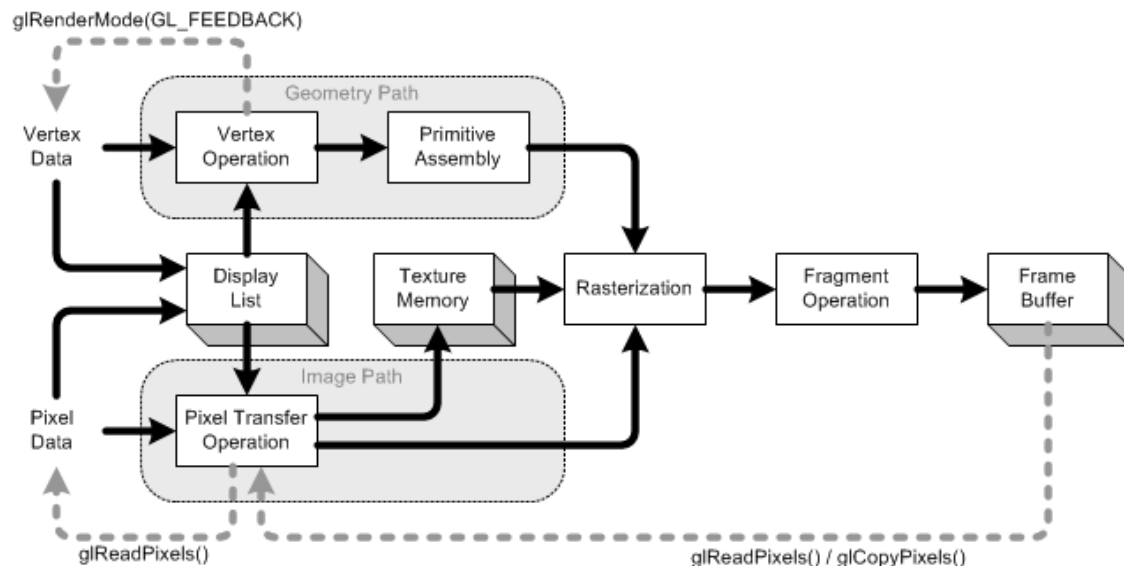 glRenderMode(GL_FEEDBACK)
Geometry Path
Vertex
Data
Vertex
Operation
Primitive
Assembly
Display
List
Texture
Memory
Rasterization
Fragment
Operation
Frame
Buffer
Image Path
Pixel
Data
Pixel Transfer
Operation
glReadPixels()
glReadPixels() / glCopyPixels()